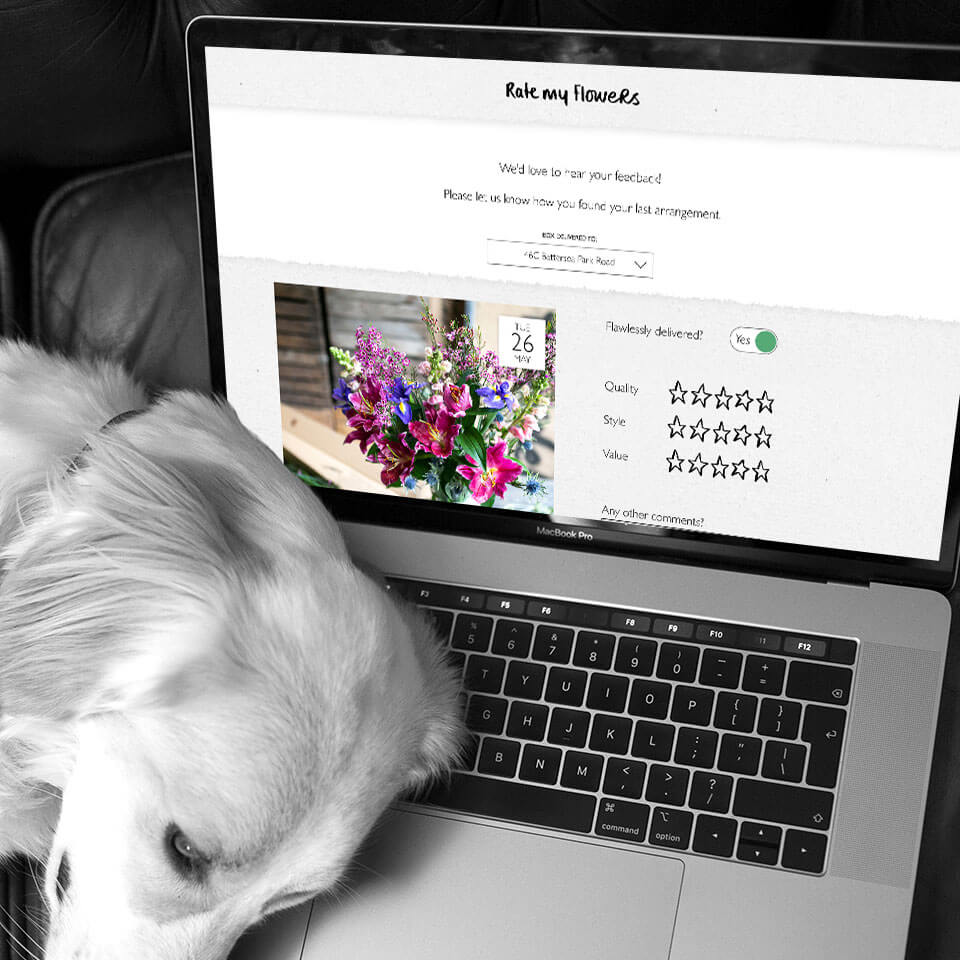 Rate my Flowers
We'd love to hear your feedback!
Please let us know how you found your last arrangement.
BOX DELIVERED TO:
46C Battersea Park Road
TUE
26
MAY
Flawlessly delivered?
Yes
Quality
Style
Value
Any other comments?
MacBook Pro
F3 F4 F5 F6 F8 F9 F10 11 F12
% 5 ^ 6 & 7 * 8 ( 9 ) 0 _ - + =
T Y U I O P { [ } ]
G H J K L : ; " ' | \
B N M < , > . ? /
⌘ command ⌥ option